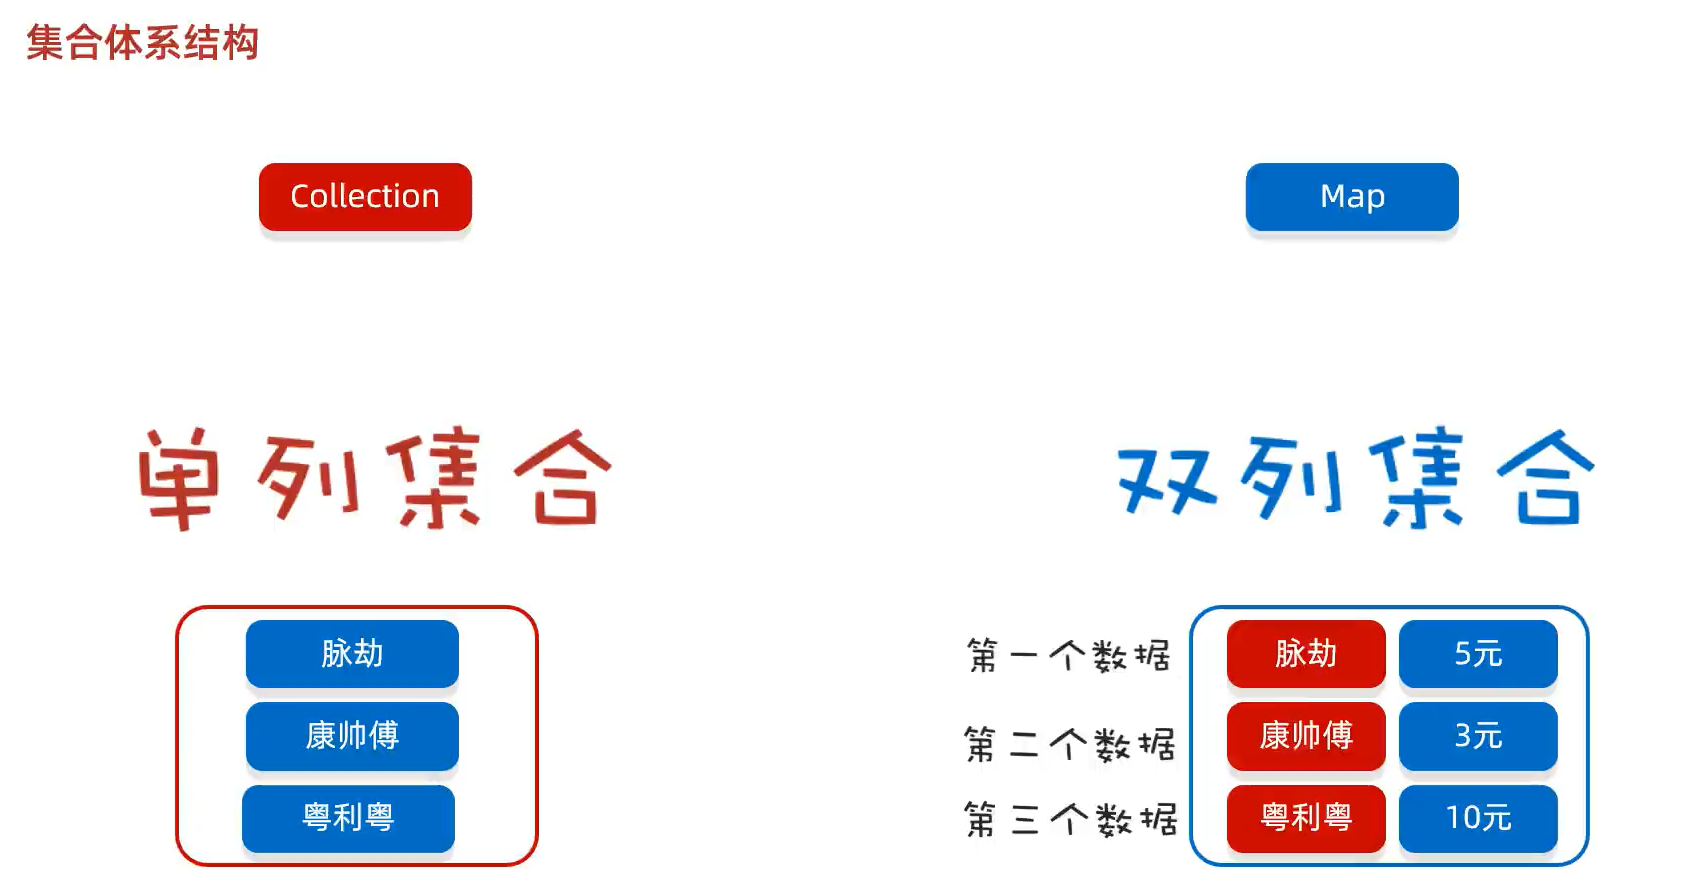 集合体系结构
Collection
Map
单列集合
双列集合
脉劫
康帅傅
粤利粤
第一个数据 脉劫 5元
第二个数据 康帅傅 3元
第三个数据 粤利粤 10元